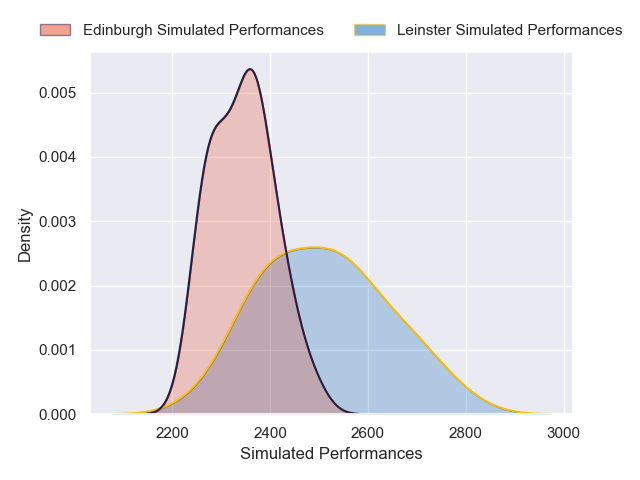 Edinburgh Simulated Performances Leinster Simulated Performances
0.005
0.004
0.003
0.002
0.001
0.000
Density
2200 2400 2600 2800 3000
Simulated Performances